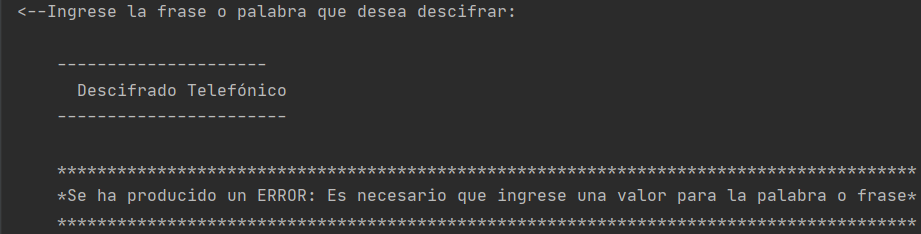 <--Ingrese la frase o palabra que desea descifrar:
---------------------
Descifrado Telefónico
-----------------------
**************************************************************************************
*Se ha producido un ERROR: Es necesario que ingrese una valor para la palabra o frase*
**************************************************************************************